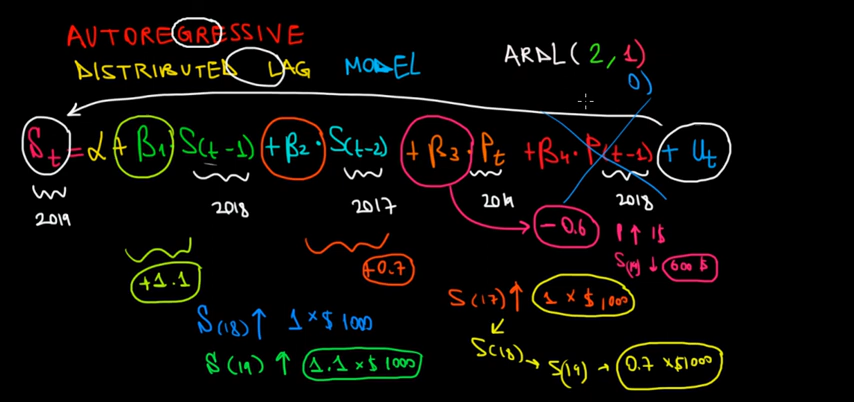 AUTOREGRESSIVE
DISTRIBUTED LAG MODEL
ARDL(2,1)
0)
St = α + β1 · S(t-1) + β2 · S(t-2) + β3 · Pt + β4 · P(t-1) + Ut
2019 2018 2017 2019 2018
-0.6
P ↑ 1$
S(19) ↓ 600 $
+1.1
+0.7
S(18) ↑ 1 × $ 1000
S(19) ↑ 1.1 × $ 1000
S(17) ↑ 1 × $ 1000
S(18) → S(19) → 0.7 × $1000